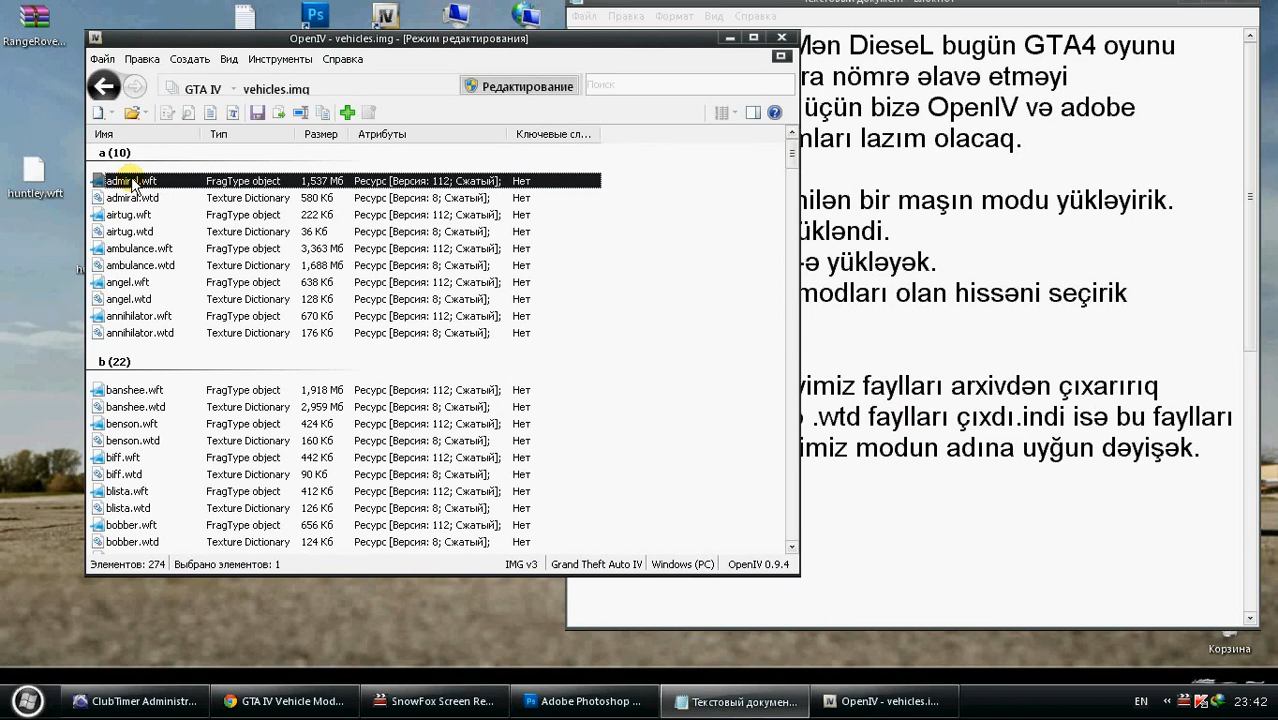 RangeRove...
huntley.wft
OpenIV - vehicles.img - [Режим редактирования]
Файл Правка Создать Вид Инструменты Справка
GTA IV vehicles.img Редактирование Поиск
Имя Тип Размер Атрибуты Ключевые сл...
a (10)
admiral.wft FragType object 1,537 Мб Ресурс [Версия: 112; Сжатый]; Нет
admiral.wtd Texture Dictionary 580 Кб Ресурс [Версия: 8; Сжатый]; Нет
airtug.wft FragType object 222 Кб Ресурс [Версия: 112; Сжатый]; Нет
airtug.wtd Texture Dictionary 36 Кб Ресурс [Версия: 8; Сжатый]; Нет
ambulance.wft FragType object 3,363 Мб Ресурс [Версия: 112; Сжатый]; Нет
ambulance.wtd Texture Dictionary 1,688 Мб Ресурс [Версия: 8; Сжатый]; Нет
angel.wft FragType object 638 Кб Ресурс [Версия: 112; Сжатый]; Нет
angel.wtd Texture Dictionary 128 Кб Ресурс [Версия: 8; Сжатый]; Нет
annihilator.wft FragType object 670 Кб Ресурс [Версия: 112; Сжатый]; Нет
annihilator.wtd Texture Dictionary 176 Кб Ресурс [Версия: 8; Сжатый]; Нет
b (22)
banshee.wft FragType object 1,918 Мб Ресурс [Версия: 112; Сжатый]; Нет
banshee.wtd Texture Dictionary 2,959 Мб Ресурс [Версия: 8; Сжатый]; Нет
benson.wft FragType object 424 Кб Ресурс [Версия: 112; Сжатый]; Нет
benson.wtd Texture Dictionary 160 Кб Ресурс [Версия: 8; Сжатый]; Нет
biff.wft FragType object 442 Кб Ресурс [Версия: 112; Сжатый]; Нет
biff.wtd Texture Dictionary 90 Кб Ресурс [Версия: 8; Сжатый]; Нет
blista.wft FragType object 412 Кб Ресурс [Версия: 112; Сжатый]; Нет
blista.wtd Texture Dictionary 126 Кб Ресурс [Версия: 8; Сжатый]; Нет
bobber.wft FragType object 656 Кб Ресурс [Версия: 112; Сжатый]; Нет
bobber.wtd Texture Dictionary 124 Кб Ресурс [Версия: 8; Сжатый]; Нет
Элементов: 274 Выбрано элементов: 1 IMG v3 Grand Theft Auto IV Windows (PC) OpenIV 0.9.4
Файл Правка Формат Вид Справка
Mən DieseL bugün GTA4 oyunu
ra nömrə əlavə etməyi
üçün bizə OpenIV və adobe
mları lazım olacaq.
nilən bir maşın modu yükləyirik.
ükləndi.
-ə yükləyək.
modları olan hissəni seçirik
yimiz faylları arxivdən çıxarırıq
ə .wtd faylları çıxdı.indi isə bu faylları
imiz modun adına uyğun dəyişək.
Корзина
ClubTimer Administr... GTA IV Vehicle Mod... SnowFox Screen Re... Adobe Photoshop ... Текстовый докумен... OpenIV - vehicles.i... EN 23:42